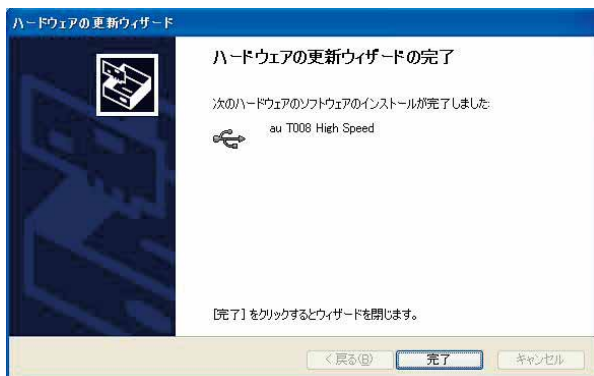 ハードウェアの更新ウィザード
ハードウェアの更新ウィザードの完了
次のハードウェアのソフトウェアのインストールが完了しました:
au T008 High Speed
[完了] をクリックするとウィザードを閉じます。
< 戻る(B)
完了
キャンセル